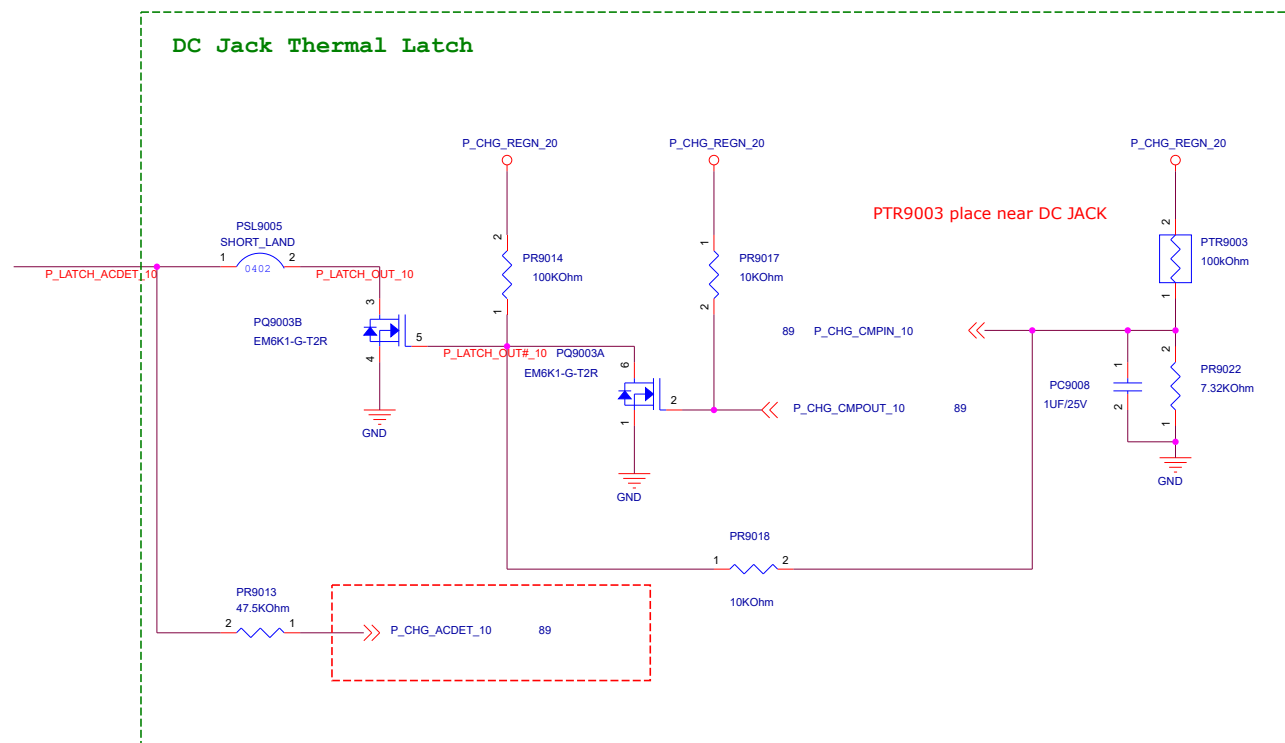 DC Jack Thermal Latch
P_CHG_REGN_20
P_CHG_REGN_20
P_CHG_REGN_20
PTR9003 place near DC JACK
PSL9005
SHORT_LAND
1
0402
2
P_LATCH_ACDET_10
P_LATCH_OUT_10
2
PR9014
100KOhm
1
1
PR9017
10KOhm
2
2
PTR9003
100kOhm
1
3
PQ9003B
EM6K1-G-T2R
5
4
GND
P_LATCH_OUT#_10
PQ9003A
EM6K1-G-T2R
6
2
1
GND
89
P_CHG_CMPIN_10
P_CHG_CMPOUT_10
89
1
PC9008
1UF/25V
2
2
PR9022
7.32KOhm
1
GND
PR9018
1
2
10KOhm
PR9013
47.5KOhm
2
1
P_CHG_ACDET_10
89